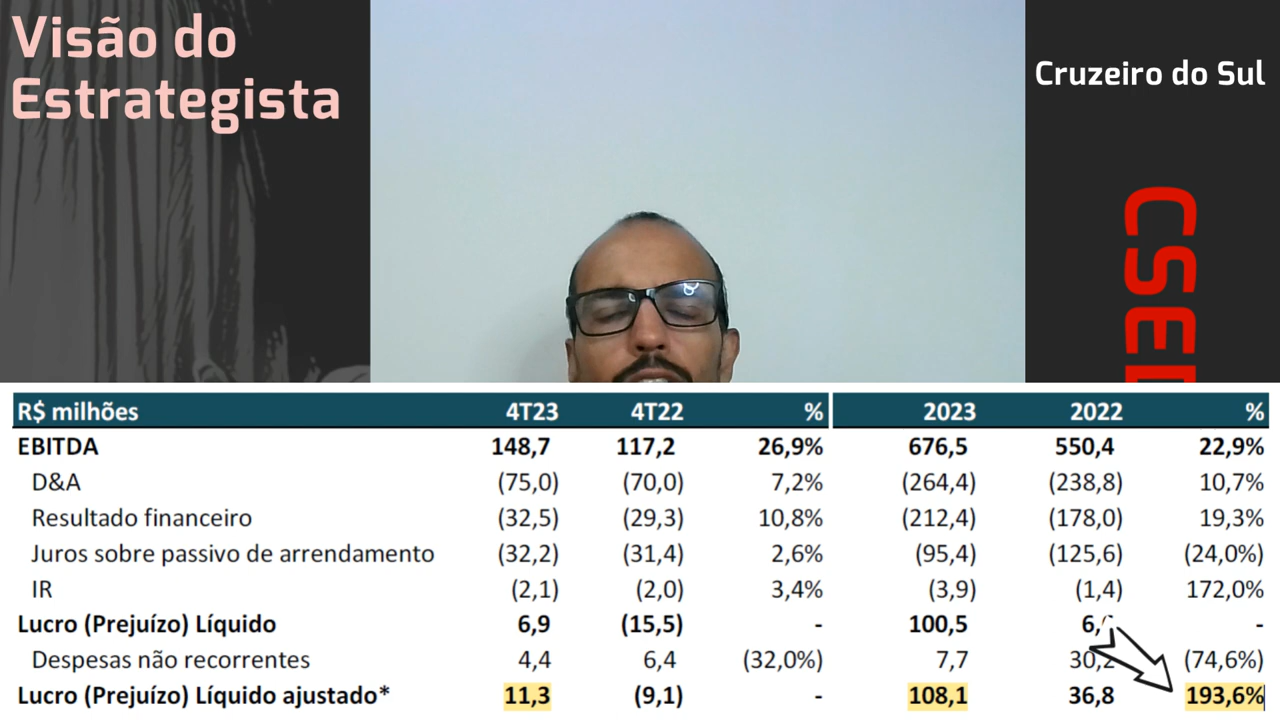 Visão do
Estrategista
Cruzeiro do Sul
R$ milhões 4T23 4T22 % 2023 2022 %
EBITDA 148,7 117,2 26,9% 676,5 550,4 22,9%
D&A (75,0) (70,0) 7,2% (264,4) (238,8) 10,7%
Resultado financeiro (32,5) (29,3) 10,8% (212,4) (178,0) 19,3%
Juros sobre passivo de arrendamento (32,2) (31,4) 2,6% (95,4) (125,6) (24,0%)
IR (2,1) (2,0) 3,4% (3,9) (1,4) 172,0%
Lucro (Prejuízo) Líquido 6,9 (15,5) - 100,5 -
Despesas não recorrentes 4,4 6,4 (32,0%) 7,7 30,2 (74,6%)
Lucro (Prejuízo) Líquido ajustado* 11,3 (9,1) - 108,1 36,8 193,6%